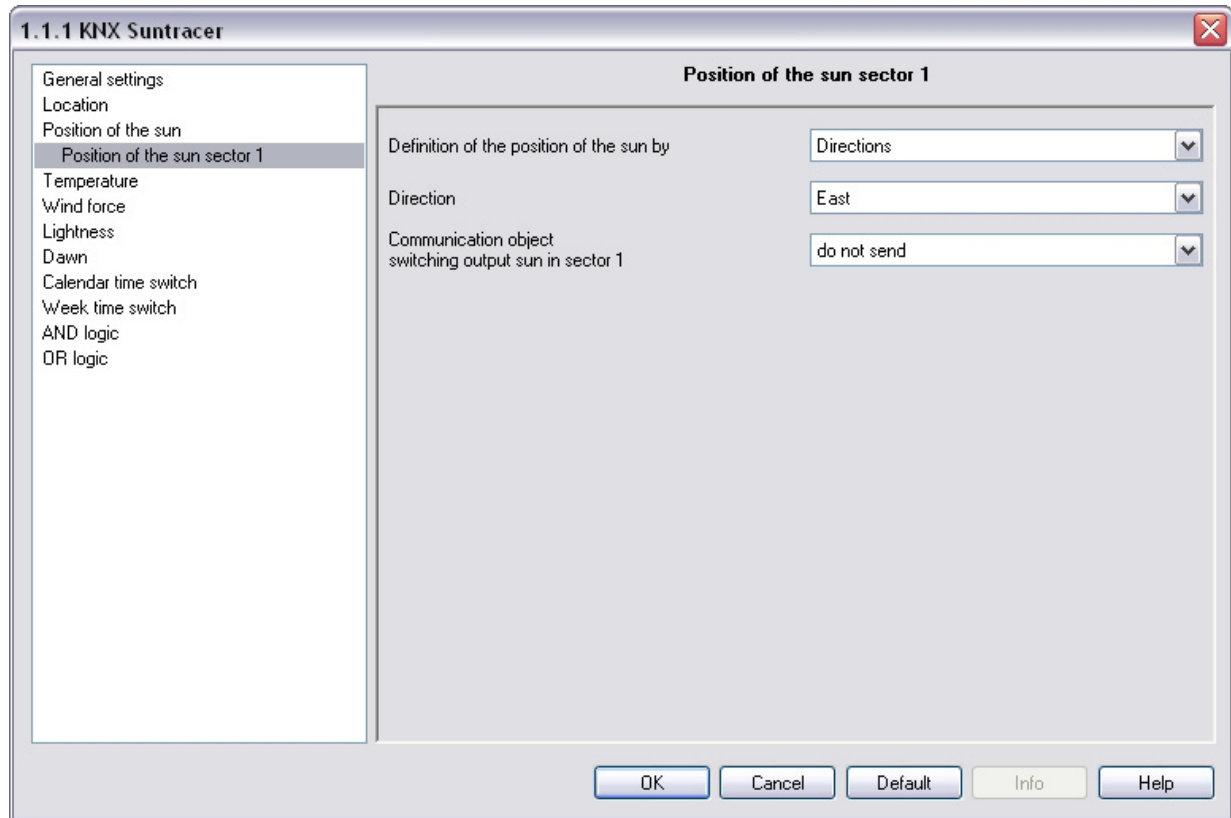 1.1.1 KNX Suntracer
General settings
Location
Position of the sun
Position of the sun sector 1
Temperature
Wind force
Lightness
Dawn
Calendar time switch
Week time switch
AND logic
OR logic
Position of the sun sector 1
Definition of the position of the sun by
Directions
Direction
East
Communication object
switching output sun in sector 1
do not send
OK
Cancel
Default
Info
Help